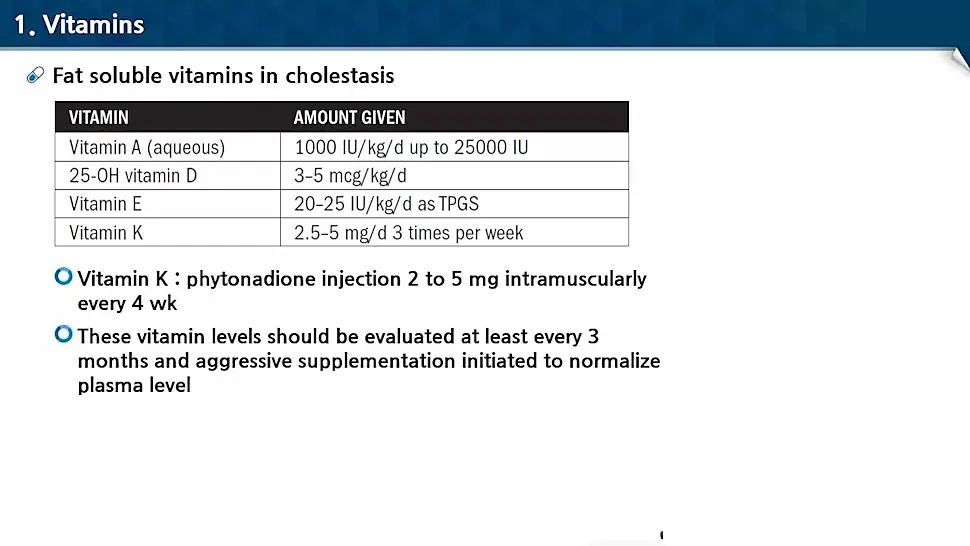 1. Vitamins
Fat soluble vitamins in cholestasis
VITAMIN AMOUNT GIVEN
Vitamin A (aqueous) 1000 IU/kg/d up to 25000 IU
25-OH vitamin D 3–5 mcg/kg/d
Vitamin E 20–25 IU/kg/d as TPGS
Vitamin K 2.5–5 mg/d 3 times per week
Vitamin K : phytonadione injection 2 to 5 mg intramuscularly
every 4 wk
These vitamin levels should be evaluated at least every 3
months and aggressive supplementation initiated to normalize
plasma level